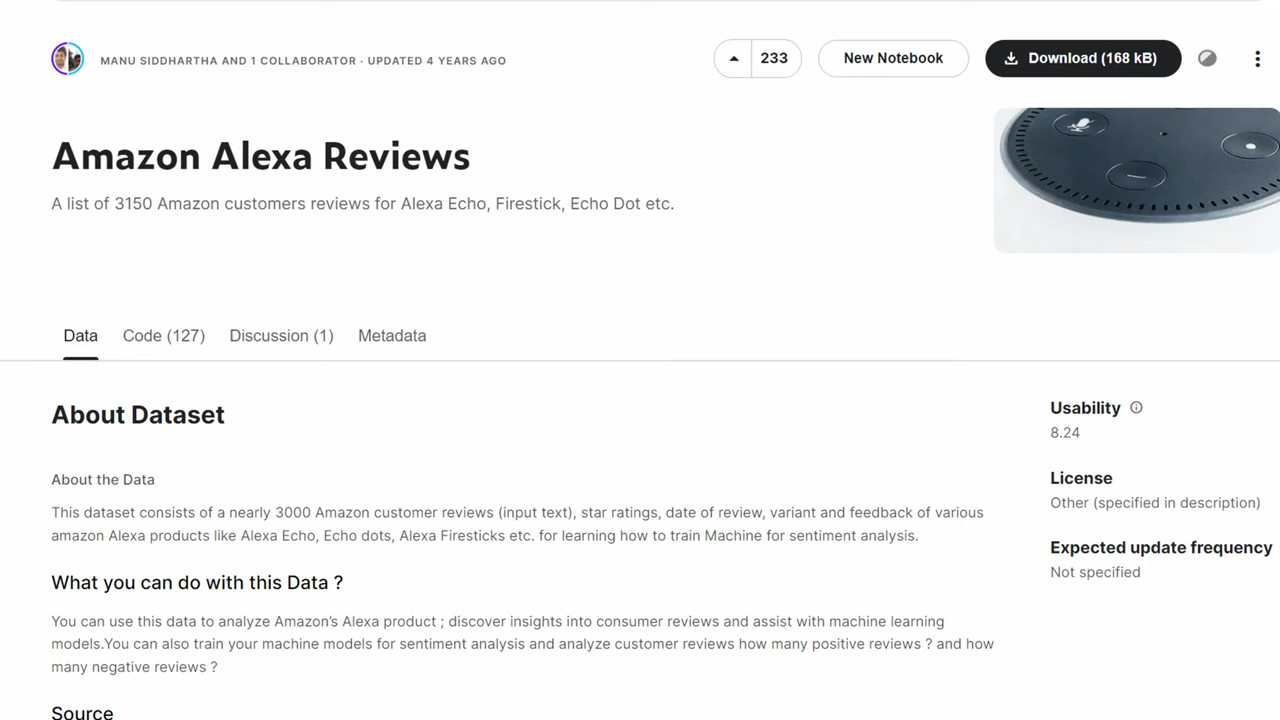 MANU SIDDHARTHA AND 1 COLLABORATOR · UPDATED 4 YEARS AGO
233
New Notebook
Download (168 kB)
Amazon Alexa Reviews
A list of 3150 Amazon customers reviews for Alexa Echo, Firestick, Echo Dot etc.
Data
Code (127)
Discussion (1)
Metadata
About Dataset
About the Data
This dataset consists of a nearly 3000 Amazon customer reviews (input text), star ratings, date of review, variant and feedback of various
amazon Alexa products like Alexa Echo, Echo dots, Alexa Firesticks etc. for learning how to train Machine for sentiment analysis.
What you can do with this Data ?
You can use this data to analyze Amazon’s Alexa product ; discover insights into consumer reviews and assist with machine learning
models.You can also train your machine models for sentiment analysis and analyze customer reviews how many positive reviews ? and how
many negative reviews ?
Source
Usability
8.24
License
Other (specified in description)
Expected update frequency
Not specified